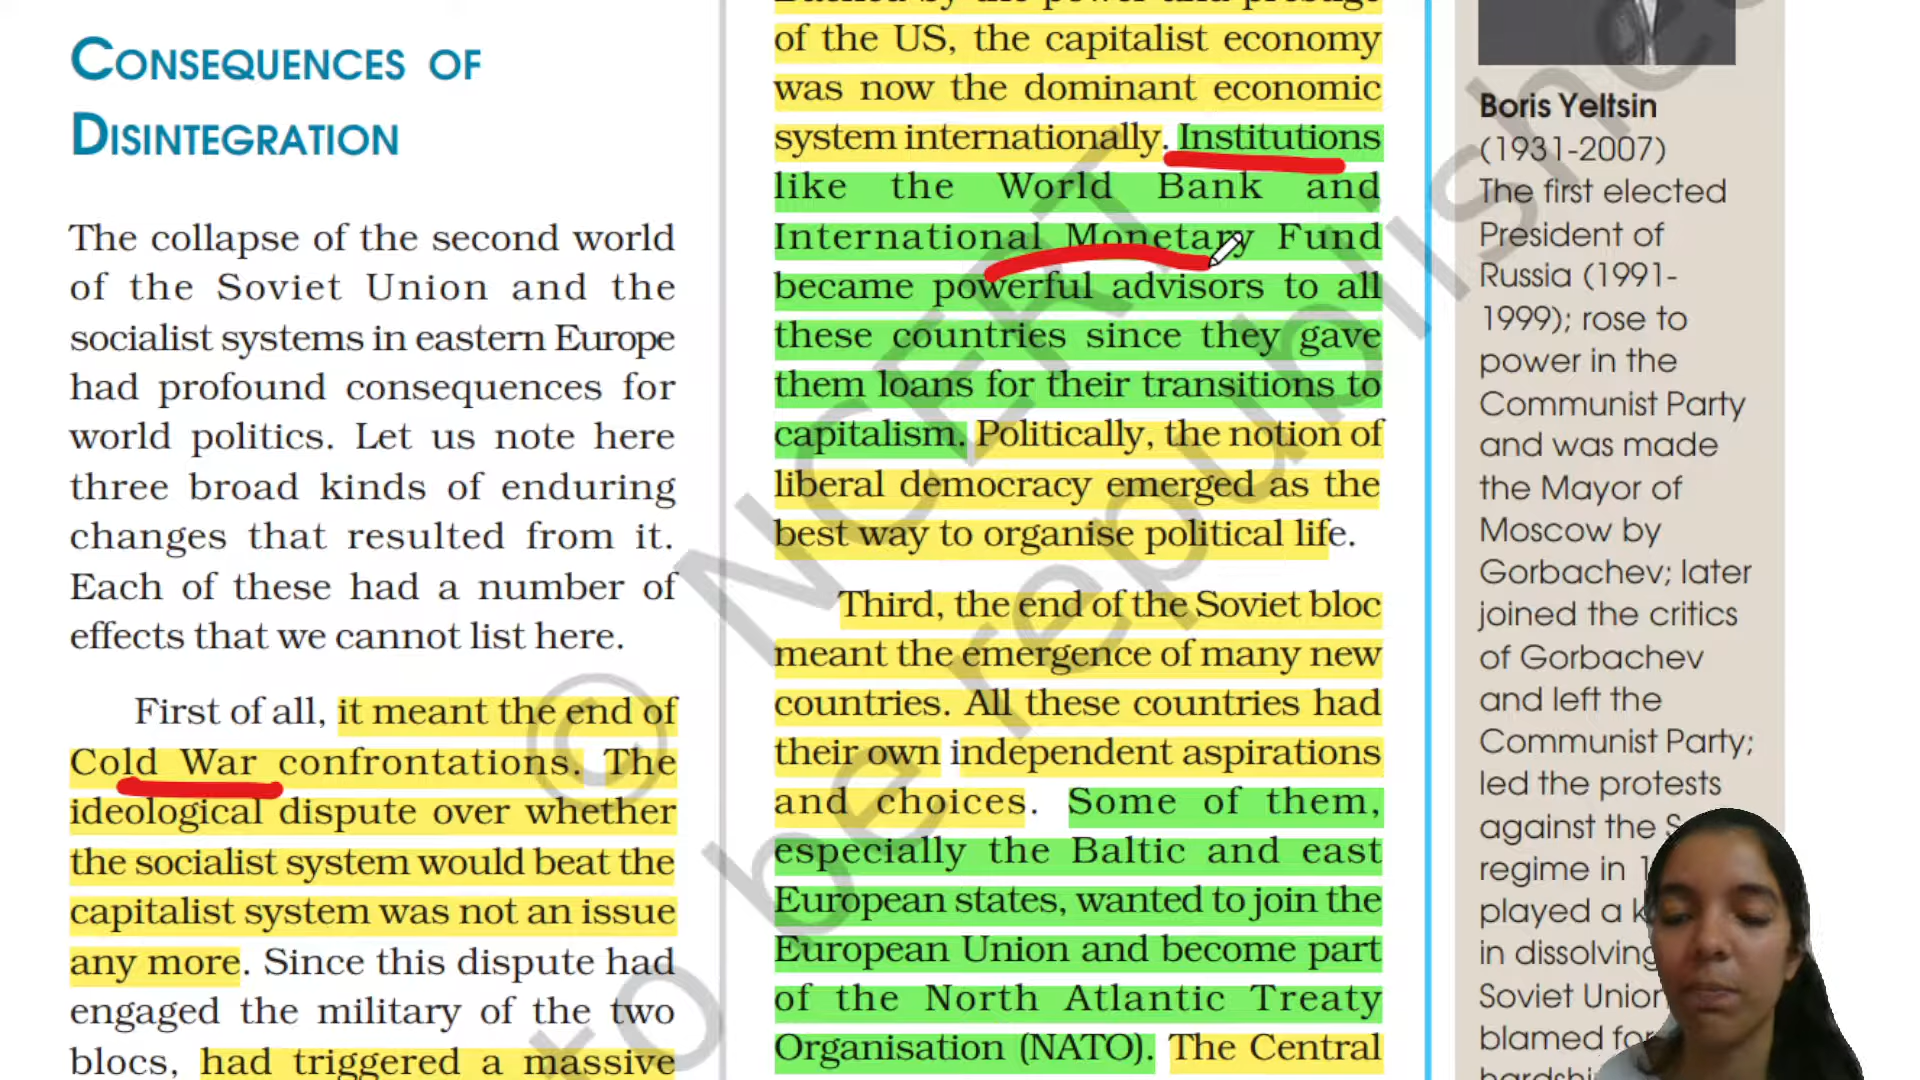 CONSEQUENCES OF
DISINTEGRATION
The collapse of the second world
of the Soviet Union and the
socialist systems in eastern Europe
had profound consequences for
world politics. Let us note here
three broad kinds of enduring
changes that resulted from it.
Each of these had a number of
effects that we cannot list here.
First of all, it meant the end of
Cold War confrontations. The
ideological dispute over whether
the socialist system would beat the
capitalist system was not an issue
any more. Since this dispute had
engaged the military of the two
blocs, had triggered a massive
of the US, the capitalist economy
was now the dominant economic
system internationally. Institutions
like the World Bank and
International Monetary Fund
became powerful advisors to all
these countries since they gave
them loans for their transitions to
capitalism. Politically, the notion of
liberal democracy emerged as the
best way to organise political life.
Third, the end of the Soviet bloc
meant the emergence of many new
countries. All these countries had
their own independent aspirations
and choices. Some of them,
especially the Baltic and east
European states, wanted to join the
European Union and become part
of the North Atlantic Treaty
Organisation (NATO). The Central
Boris Yeltsin
(1931-2007)
The first elected
President of
Russia (1991-
1999); rose to
power in the
Communist Party
and was made
the Mayor of
Moscow by
Gorbachev; later
joined the critics
of Gorbachev
and left the
Communist Party;
led the protests
against the
regime in
played a
in dissolving
Soviet Union
blamed for
© NCERT
to be republished